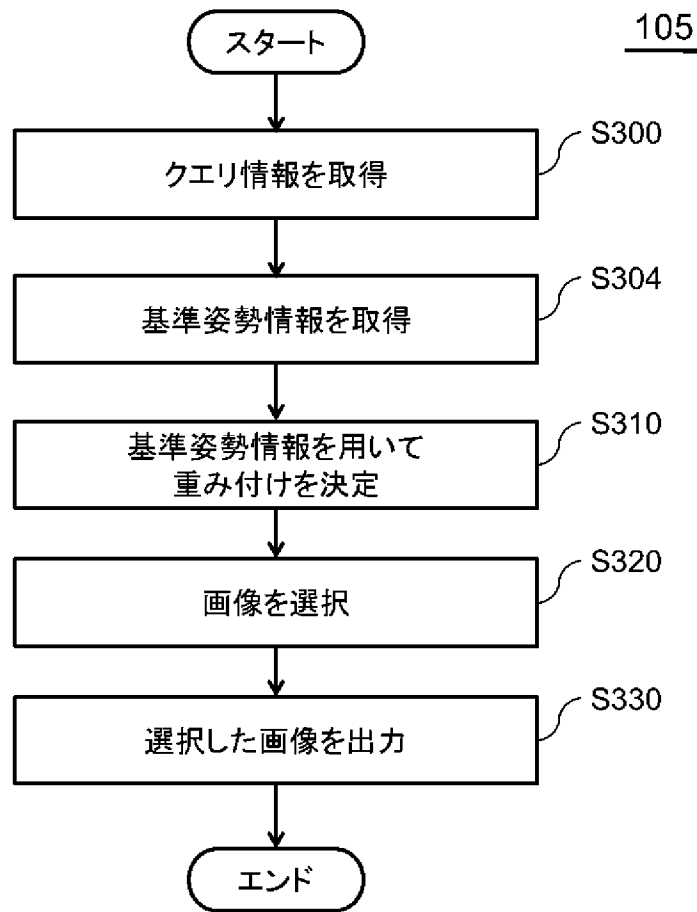 105
スタート
クエリ情報を取得
S300
基準姿勢情報を取得
S304
基準姿勢情報を用いて
重み付けを決定
S310
画像を選択
S320
選択した画像を出力
S330
エンド